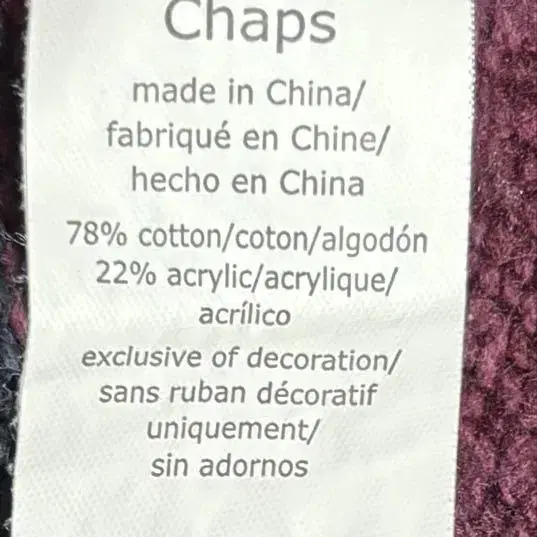 Chaps
made in China/
fabriqué en Chine/
hecho en China
78% cotton/coton/algodón
22% acrylic/acrylique/
acrílico
exclusive of decoration/
sans ruban décoratif
uniquement/
sin adornos